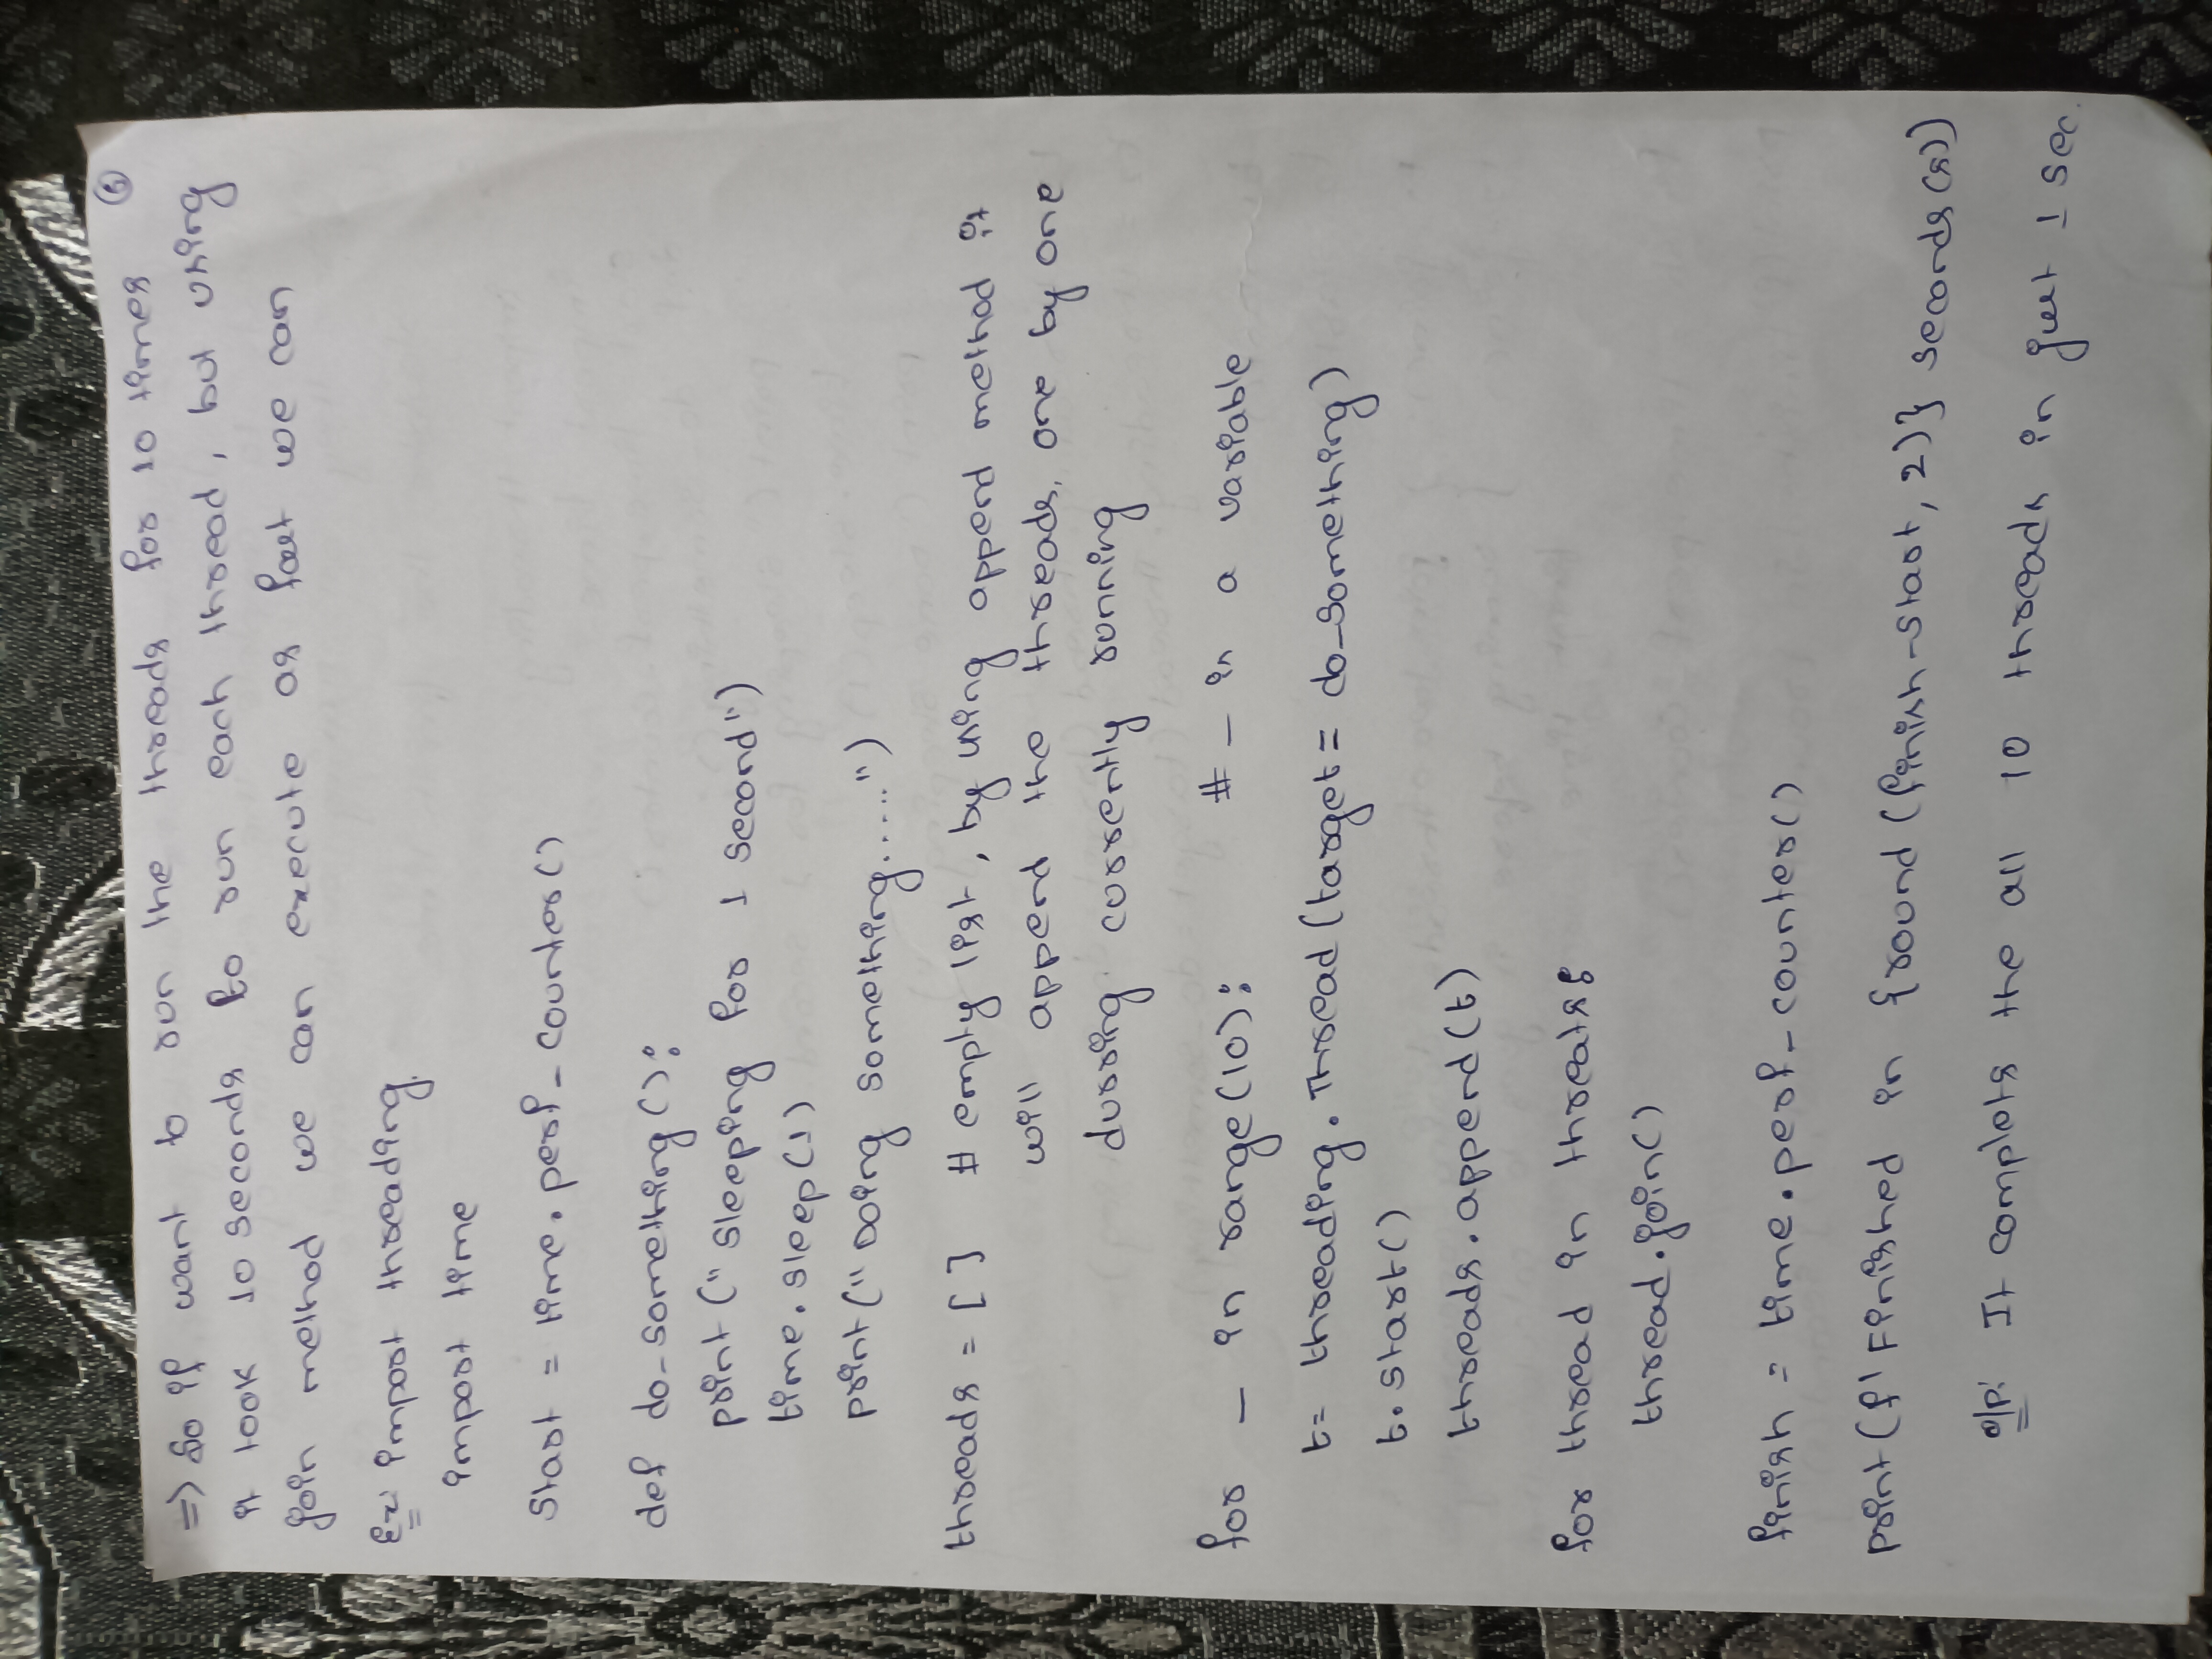 ⑥
=> So if want to run the threads for 10 times
it took 10 seconds to run each thread, but using
join method we can execute as fast we can
Ex: import threading
import time
start = time.perf_counter()
def do_something():
print("Sleeping for 1 second")
time.sleep(1)
print("Doing something......")
threads = [] # empty list, by using append method it
will append the threads, one by one
durring currently running
for _ in range(10): # _ is a variable
t= threading.Thread(target= do_something)
t.start()
threads.append(t)
for thread in threats:
thread.join()
finish = time.perf_counter()
print(f'Finished in {round(finish-start, 2)} seconds(s))
o/p: It complets the all 10 threads in just 1 sec.